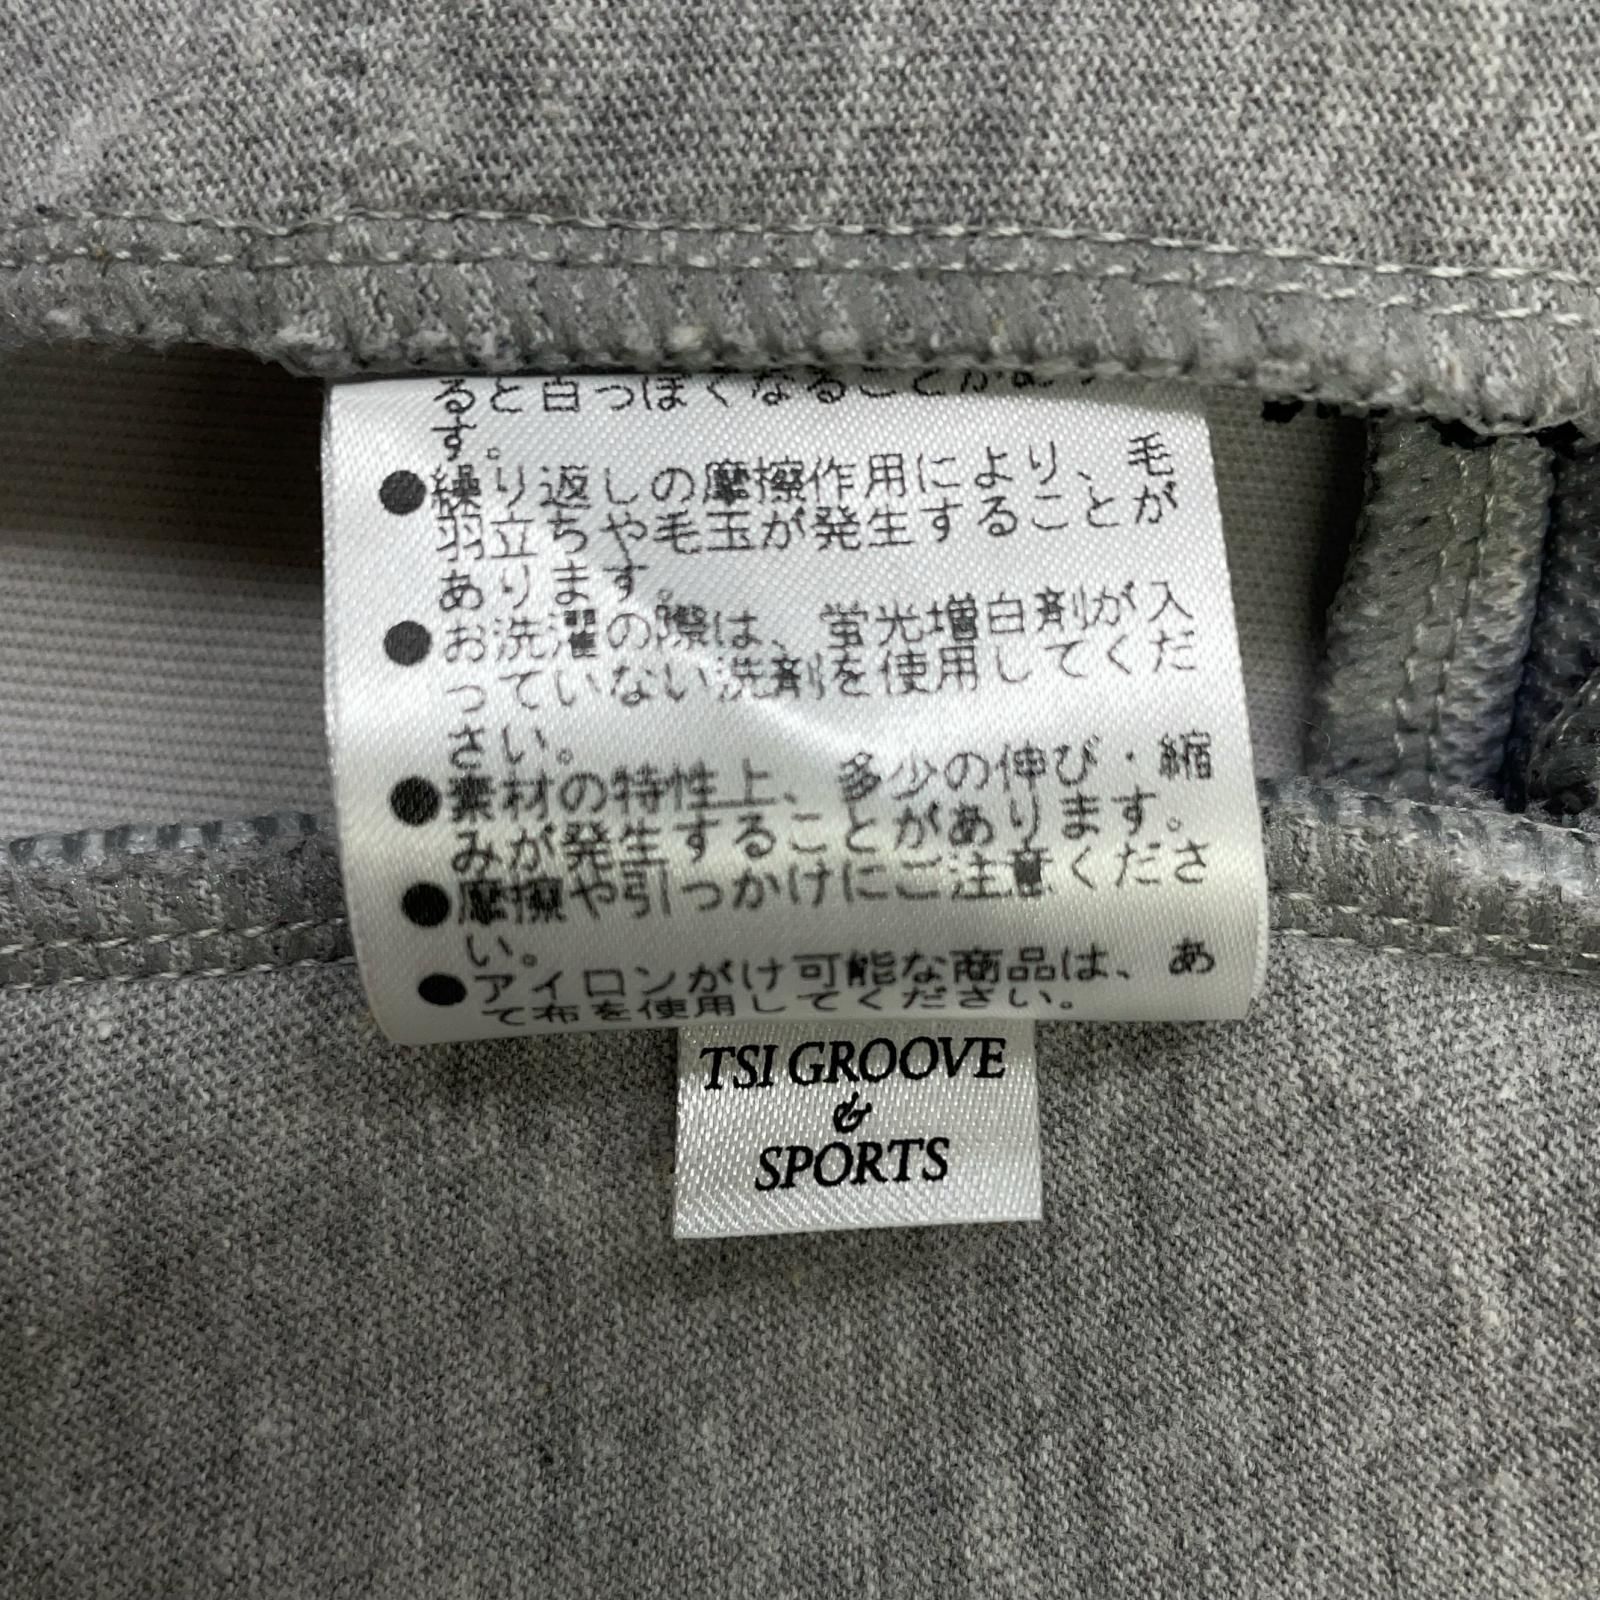 ると白っぽくなることがあり
す。
●繰り返しの摩擦作用により、毛
羽立ちや毛玉が発生することが
あります。
●お洗濯の際は、蛍光増白剤が入
っていない洗剤を使用してくだ
さい。
●素材の特性上、多少の伸び・縮
みが発生することがあります。
●摩擦や引っかけにご注意くださ
い。
●アイロンがけ可能な商品は、あ
て布を使用してください。
TSI GROOVE
&
SPORTS